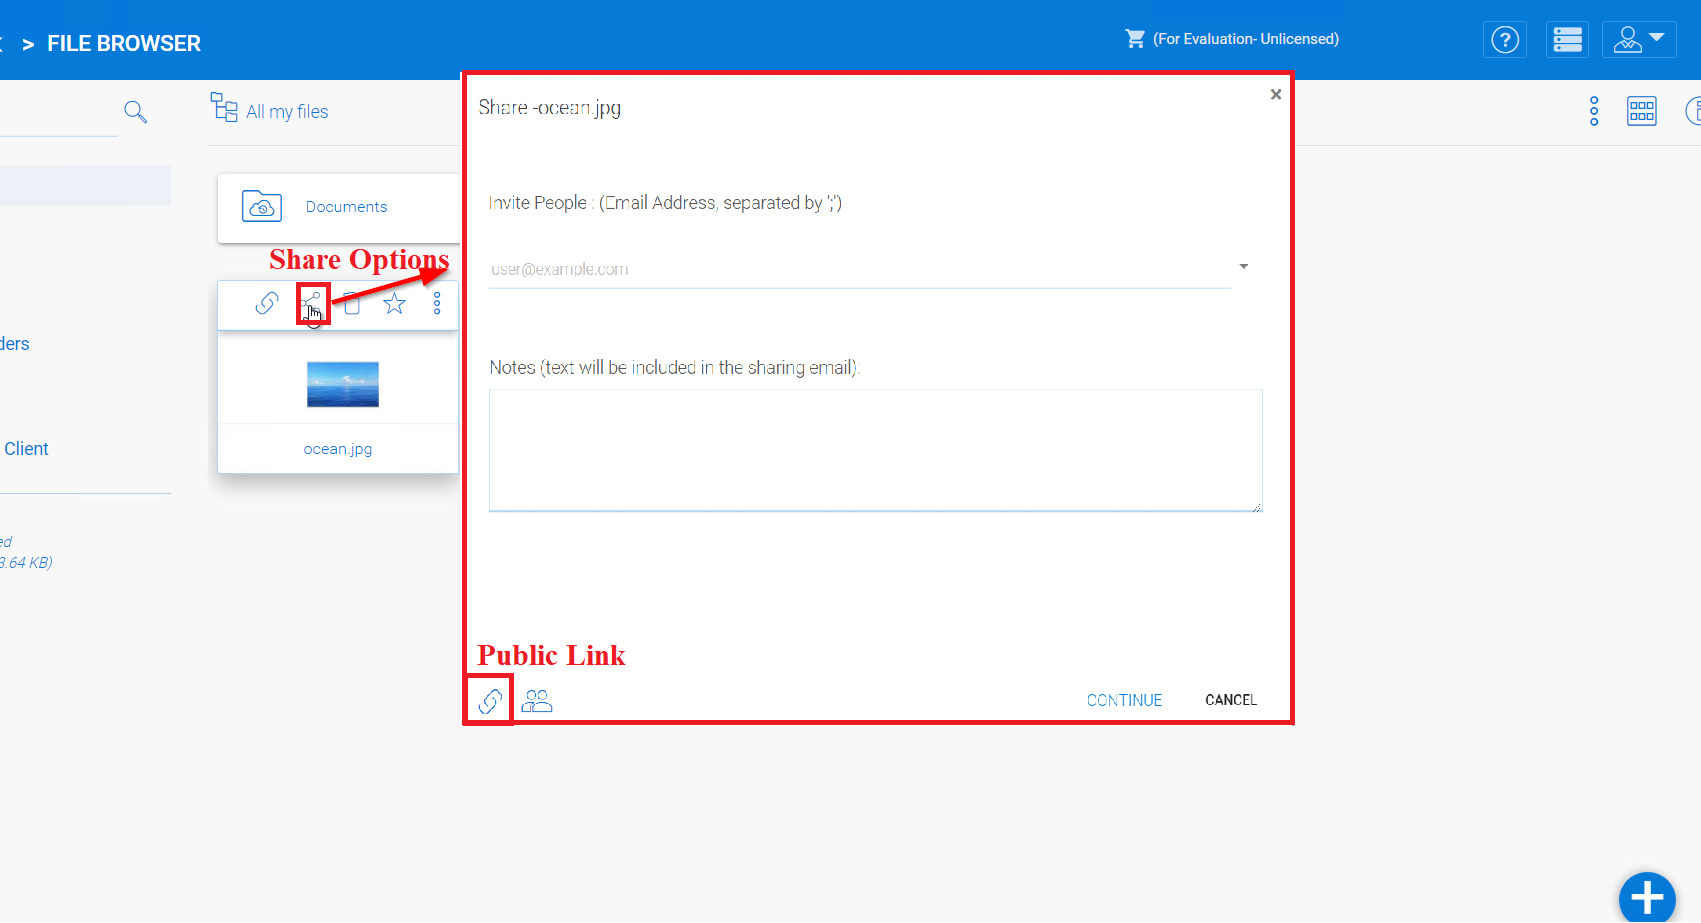 > FILE BROWSER
(For Evaluation- Unlicensed)
All my files
Documents
Share Options
ocean.jpg
ders
Client
ed
3.64 KB)
Share -ocean.jpg
×
Invite People : (Email Address, separated by ';')
user@example.com
Notes (text will be included in the sharing email):
Public Link
CONTINUE
CANCEL